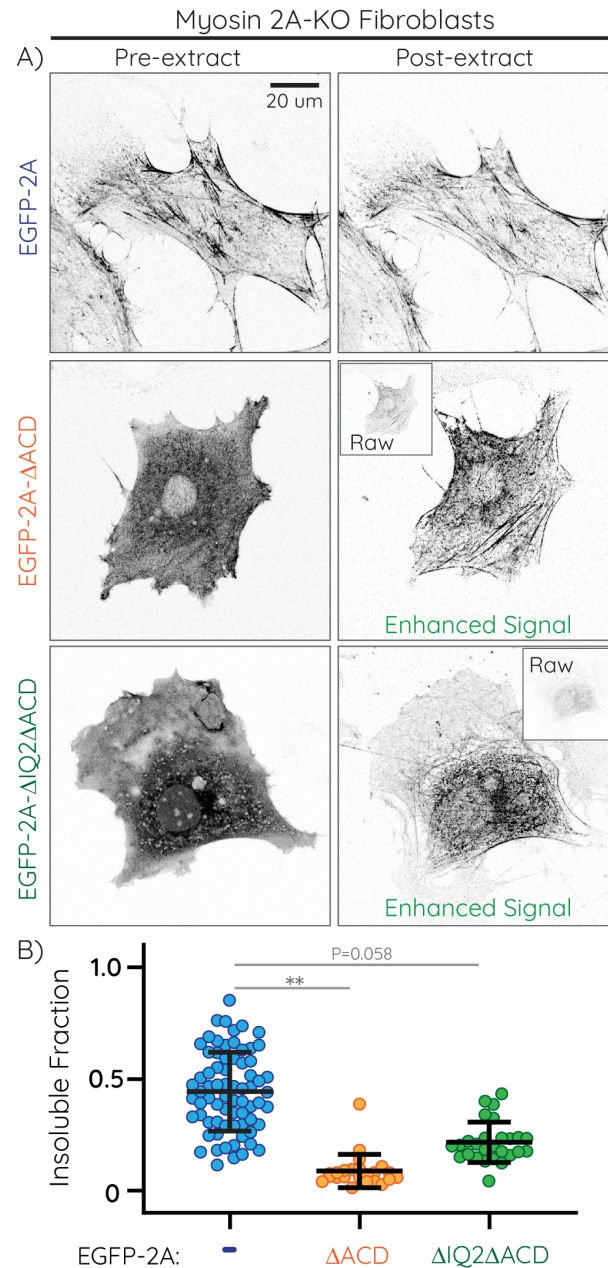 Myosin 2A-KO Fibroblasts
A)
Pre-extract
Post-extract
20 um
EGFP-2A
EGFP-2A-ΔACD
Raw
Enhanced Signal
EGFP-2A-ΔIQ2ΔACD
Raw
Enhanced Signal
B)
P=0.058
**
1.0
0.5
0
Insoluble Fraction
EGFP-2A: - ΔACD ΔIQ2ΔACD